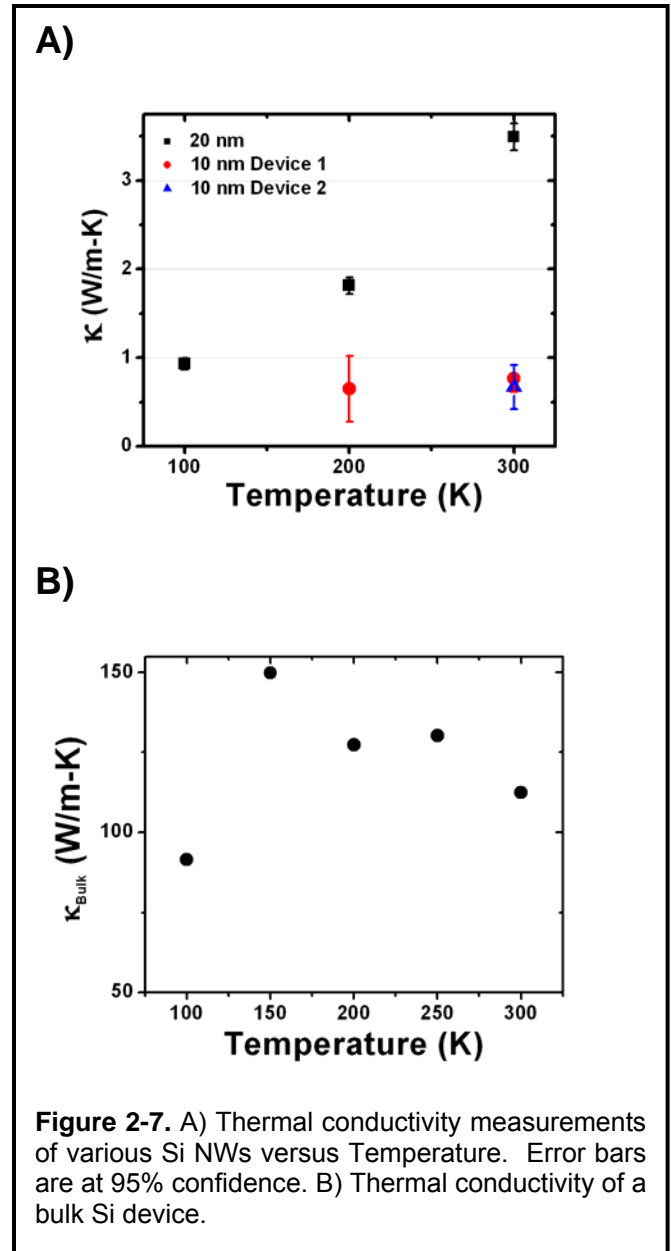 A)
20 nm
10 nm Device 1
10 nm Device 2
3
2
1
0
κ (W/m-K)
100 200 300
Temperature (K)
B)
150
100
50
κBulk (W/m-K)
100 150 200 250 300
Temperature (K)
Figure 2-7. A) Thermal conductivity measurements
of various Si NWs versus Temperature. Error bars
are at 95% confidence. B) Thermal conductivity of a
bulk Si device.